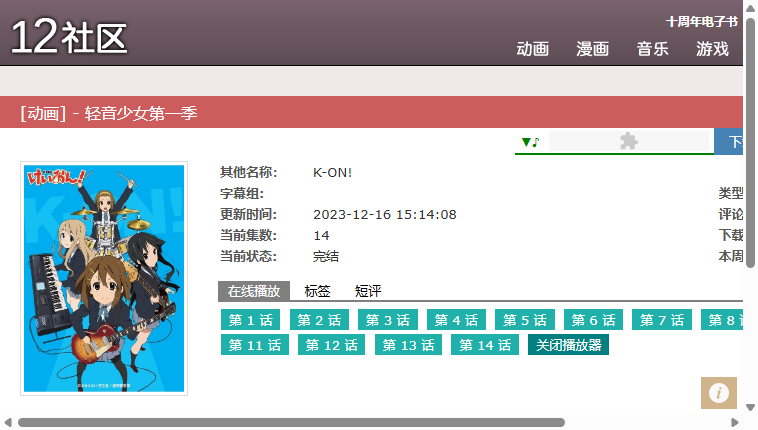 12社区
十周年电子书
动画 漫画 音乐 游戏
[动画] - 轻音少女第一季
▼♪
けいおん!
K-ON!
其他名称: K-ON!
字幕组: 类型
更新时间: 2023-12-16 15:14:08 评论
当前集数: 14 下载
当前状态: 完结 本周
在线播放 标签 短评
第 1 话 第 2 话 第 3 话 第 4 话 第 5 话 第 6 话 第 7 话 第 8
第 11 话 第 12 话 第 13 话 第 14 话 关闭播放器